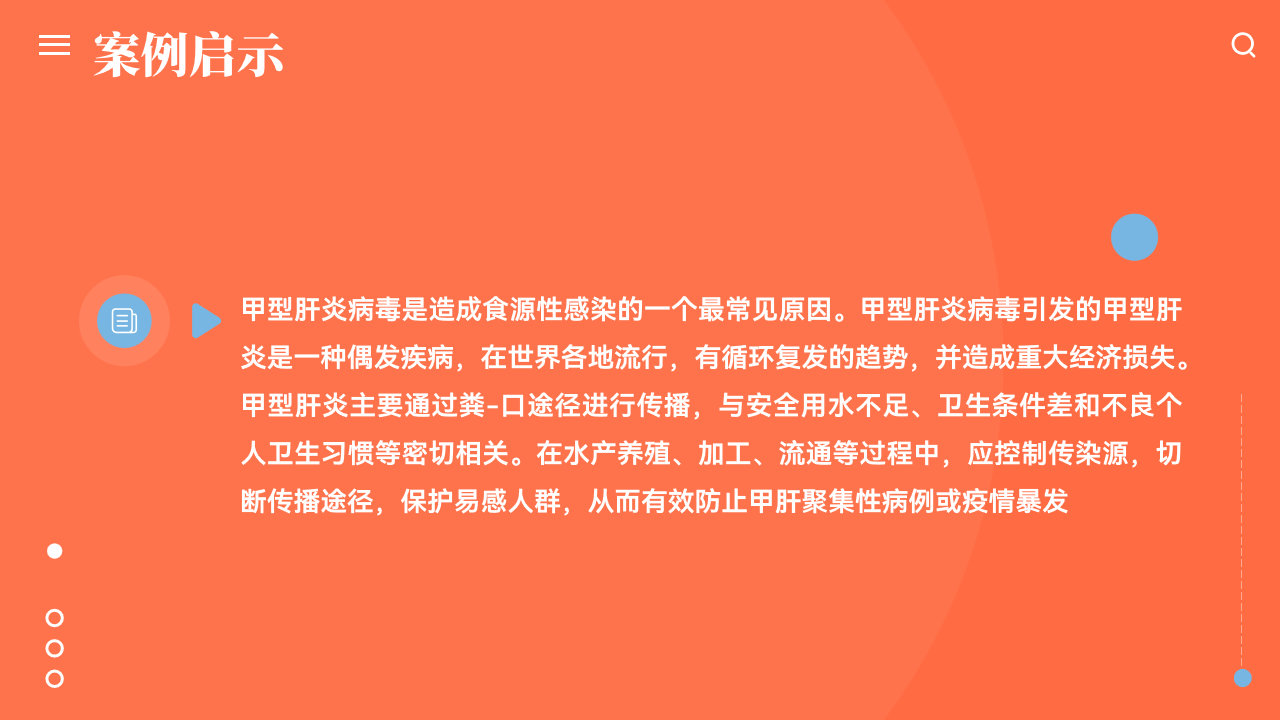 案例启示
甲型肝炎病毒是造成食源性感染的一个最常见原因。甲型肝炎病毒引发的甲型肝
炎是一种偶发疾病，在世界各地流行，有循环复发的趋势，并造成重大经济损失。
甲型肝炎主要通过粪-口途径进行传播，与安全用水不足、卫生条件差和不良个
人卫生习惯等密切相关。在水产养殖、加工、流通等过程中，应控制传染源，切
断传播途径，保护易感人群，从而有效防止甲肝聚集性病例或疫情暴发